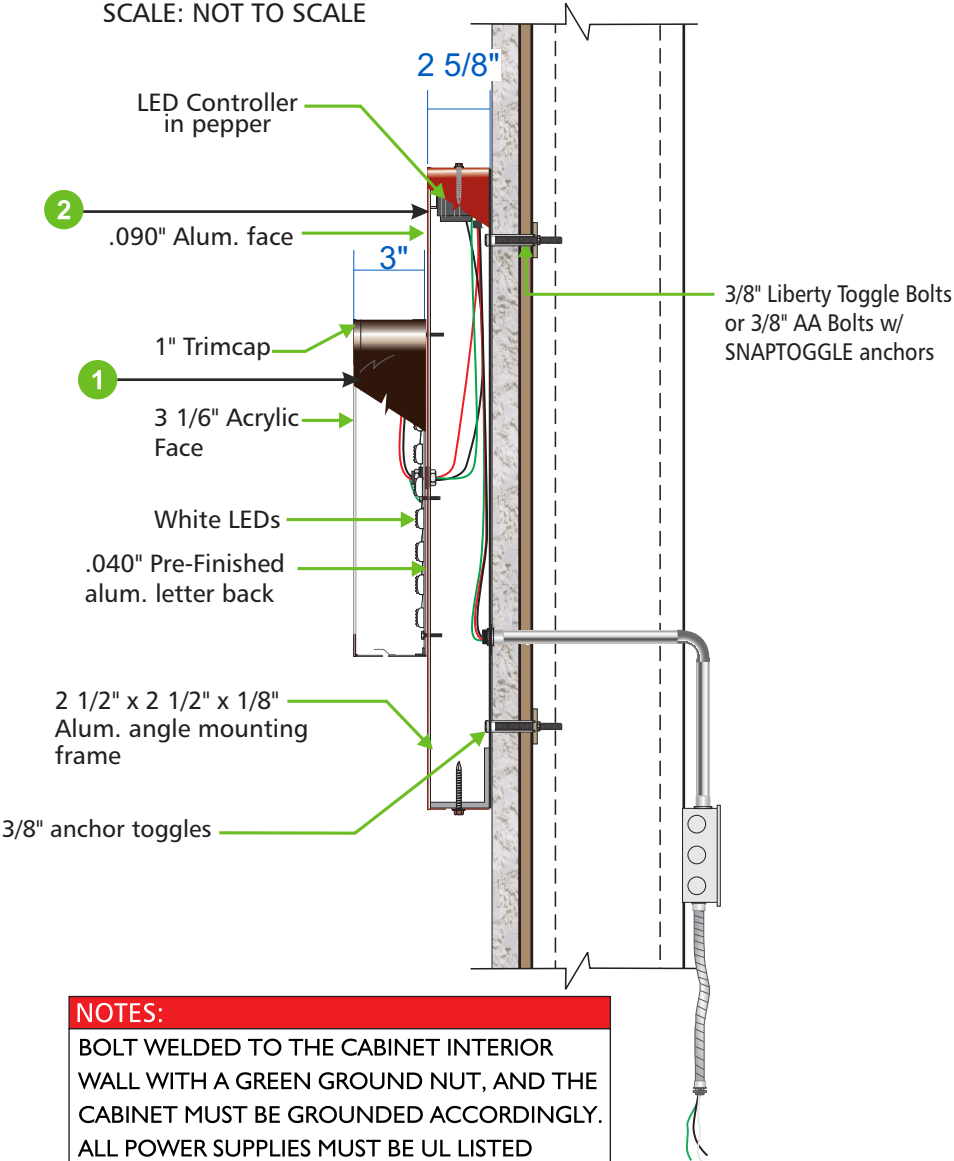 SCALE: NOT TO SCALE
2 5/8"
LED Controller
in pepper
2
.090" Alum. face
3"
3/8" Liberty Toggle Bolts
or 3/8" AA Bolts w/
SNAPTOGGLE anchors
1" Trimcap
1
3 1/6" Acrylic
Face
White LEDs
.040" Pre-Finished
alum. letter back
2 1/2" x 2 1/2" x 1/8"
Alum. angle mounting
frame
3/8" anchor toggles
NOTES:
BOLT WELDED TO THE CABINET INTERIOR
WALL WITH A GREEN GROUND NUT, AND THE
CABINET MUST BE GROUNDED ACCORDINGLY.
ALL POWER SUPPLIES MUST BE UL LISTED